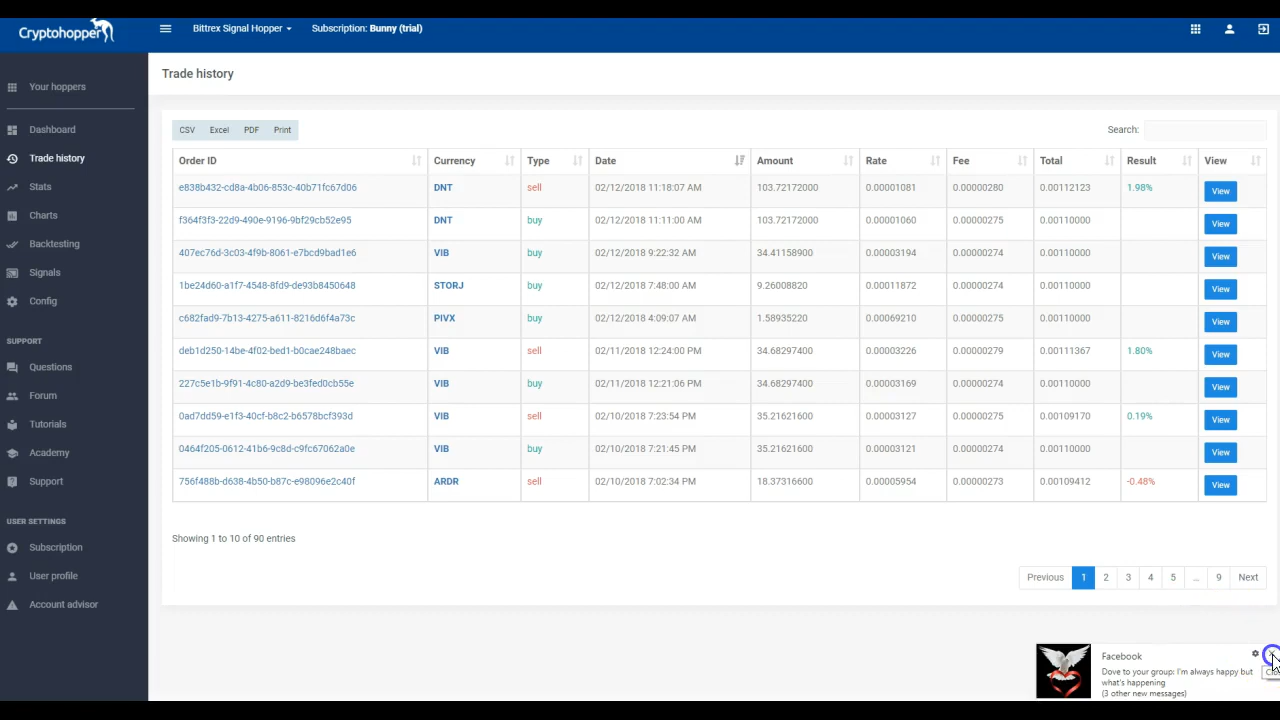 Cryptohopper
Bittrex Signal Hopper
Subscription: Bunny (trial)
Your hoppers
Dashboard
Trade history
Stats
Charts
Backtesting
Signals
Config
SUPPORT
Questions
Forum
Tutorials
Academy
Support
USER SETTINGS
Subscription
User profile
Account advisor
Trade history
CSV Excel PDF Print
Search:
Order ID Currency Type Date Amount Rate Fee Total Result View
e838b432-cd8a-4b06-853c-40b71fc67d06 DNT sell 02/12/2018 11:18:07 AM 103.72172000 0.00001081 0.00000280 0.00112123 1.98% View
f364f3f3-22d9-490e-9196-9bf29cb52e95 DNT buy 02/12/2018 11:11:00 AM 103.72172000 0.00001060 0.00000275 0.00110000 View
407ec76d-3c03-4f9b-8061-e7bcd9bad1e6 VIB buy 02/12/2018 9:22:32 AM 34.41158900 0.00003194 0.00000274 0.00110000 View
1be24d60-a1f7-4548-8fd9-de93b8450648 STORJ buy 02/12/2018 7:48:00 AM 9.26008820 0.00011872 0.00000274 0.00110000 View
c682fad9-7b13-4275-a611-8216d6f4a73c PIVX buy 02/12/2018 4:09:07 AM 1.58935220 0.00069210 0.00000275 0.00110000 View
deb1d250-14be-4f02-bed1-b0cae248baec VIB sell 02/11/2018 12:24:00 PM 34.68297400 0.00003226 0.00000279 0.00111367 1.80% View
227c5e1b-9f91-4c80-a2d9-be3fed0cb55e VIB buy 02/11/2018 12:21:06 PM 34.68297400 0.00003169 0.00000274 0.00110000 View
0ad7dd59-e1f3-40cf-b8c2-b6578bcf393d VIB sell 02/10/2018 7:23:54 PM 35.21621600 0.00003127 0.00000275 0.00109170 0.19% View
0464f205-0612-41b6-9c8d-c9fc67062a0e VIB buy 02/10/2018 7:21:45 PM 35.21621600 0.00003121 0.00000274 0.00110000 View
756f488b-d638-4b50-b87c-e98096e2c40f ARDR sell 02/10/2018 7:02:34 PM 18.37316600 0.00005954 0.00000273 0.00109412 -0.48% View
Showing 1 to 10 of 90 entries
Previous 1 2 3 4 5 ... 9 Next
Facebook
Dove to your group: I'm always happy but
what's happening
(3 other new messages)